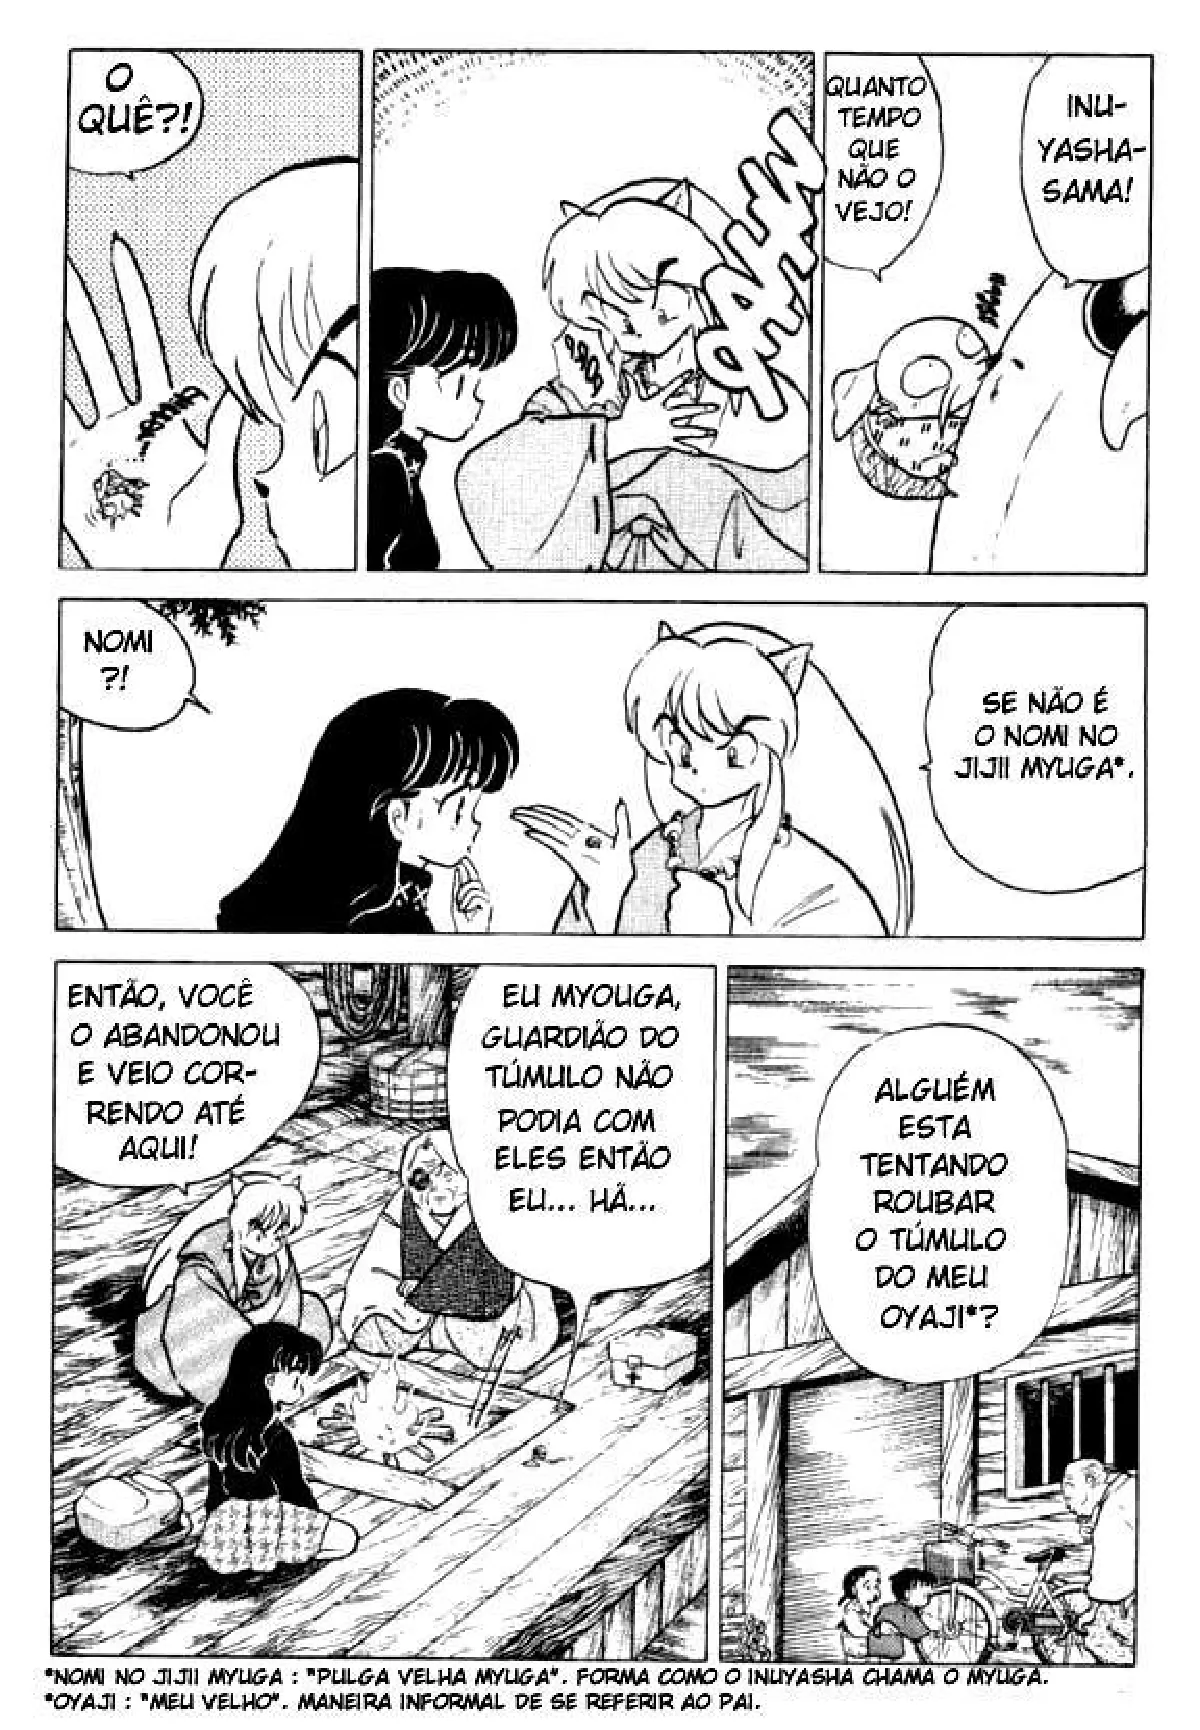 INU-
YASHA-
SAMA!
QUANTO
TEMPO
QUE
NÃO O
VEJO!
O
QUÊ?!
SE NÃO É
O NOMI NO
JIJII MYUGA*.
NOMI
?!
ALGUÉM
ESTA
TENTANDO
ROUBAR
O TÚMULO
DO MEU
OYAJI*?
EU MYOUGA,
GUARDIÃO DO
TÚMULO NÃO
PODIA COM
ELES ENTÃO
EU... HÃ...
ENTÃO, VOCÊ
O ABANDONOU
E VEIO COR-
RENDO ATÉ
AQUI!
*NOMI NO JIJII MYUGA : "PULGA VELHA MYUGA". FORMA COMO O INUYASHA CHAMA O MYUGA.
*OYAJI : "MEU VELHO". MANEIRA INFORMAL DE SE REFERIR AO PAI.